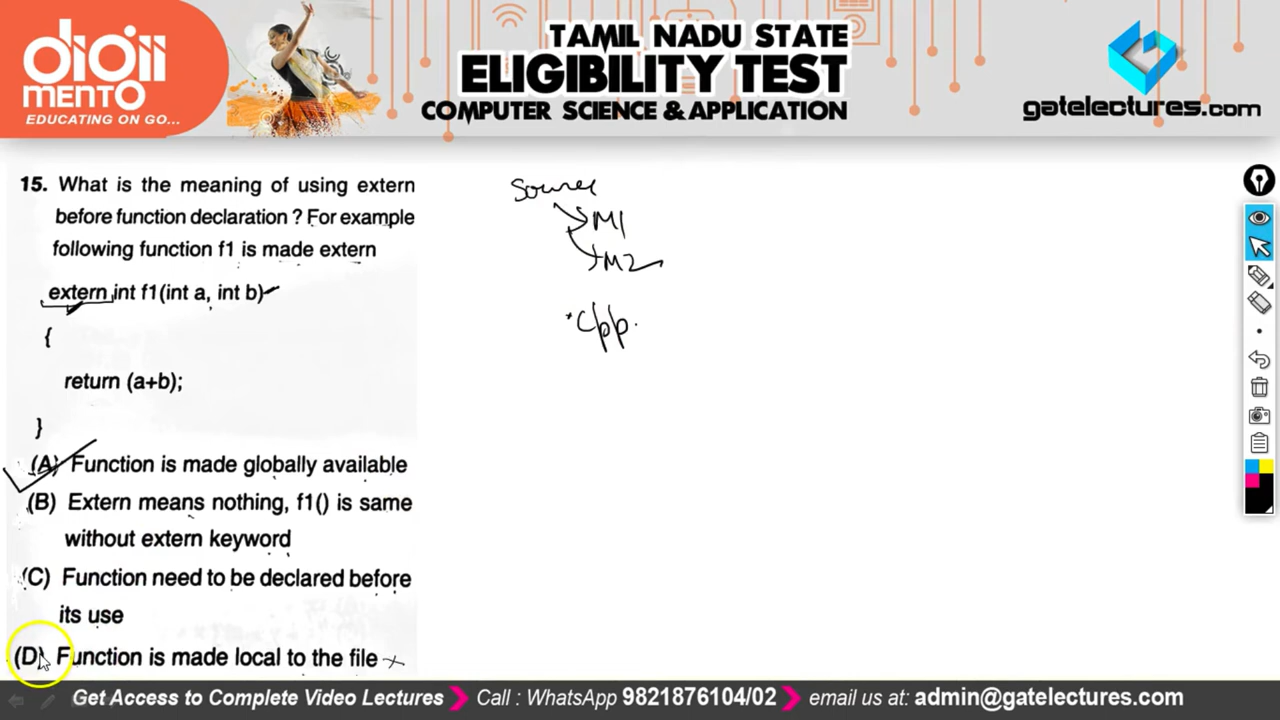 digii
mento
EDUCATING ON GO...
TAMIL NADU STATE
ELIGIBILITY TEST
COMPUTER SCIENCE & APPLICATION
gatelectures.com
15. What is the meaning of using extern
before function declaration ? For example
following function f1 is made extern
extern int f1(int a, int b)
{
return (a+b);
}
(A) Function is made globally available
(B) Extern means nothing, f1() is same
without extern keyword
(C) Function need to be declared before
its use
(D) Function is made local to the file
Source
M1
M2
Cpp
Get Access to Complete Video Lectures Call : WhatsApp 9821876104/02 email us at: admin@gatelectures.com